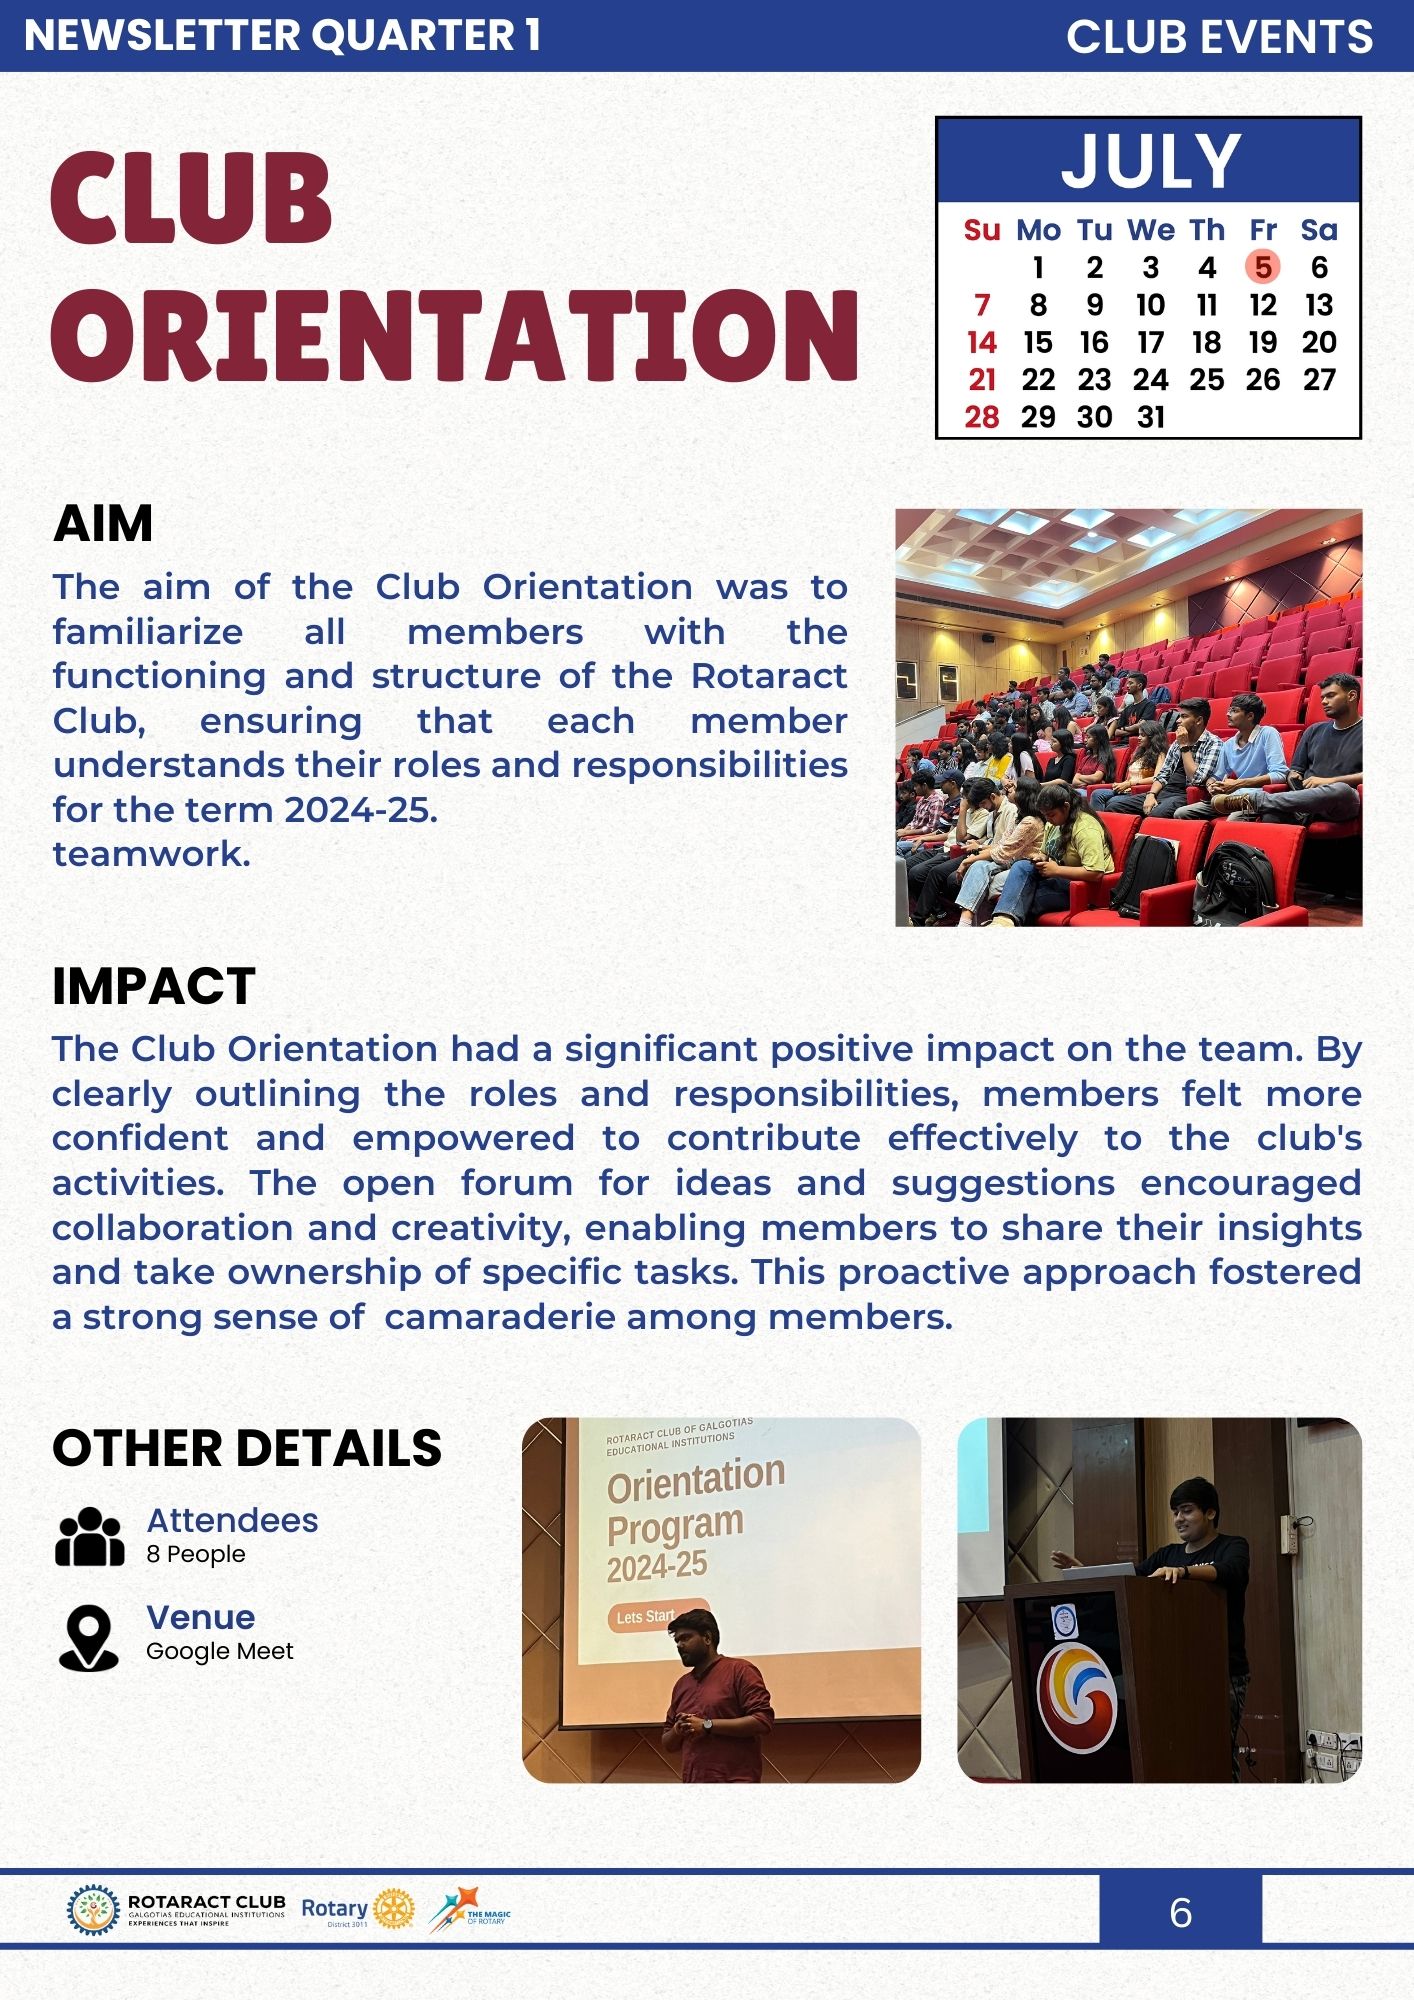 NEWSLETTER QUARTER 1
CLUB EVENTS
CLUB
ORIENTATION
JULY
Su Mo Tu We Th Fr Sa
1 2 3 4 5 6
7 8 9 10 11 12 13
14 15 16 17 18 19 20
21 22 23 24 25 26 27
28 29 30 31
AIM
The aim of the Club Orientation was to
familiarize all members with the
functioning and structure of the Rotaract
Club, ensuring that each member
understands their roles and responsibilities
for the term 2024-25.
teamwork.
IMPACT
The Club Orientation had a significant positive impact on the team. By
clearly outlining the roles and responsibilities, members felt more
confident and empowered to contribute effectively to the club's
activities. The open forum for ideas and suggestions encouraged
collaboration and creativity, enabling members to share their insights
and take ownership of specific tasks. This proactive approach fostered
a strong sense of  camaraderie among members.
OTHER DETAILS
Attendees
8 People
Venue
Google Meet
ROTARACT CLUB OF GALGOTIAS
EDUCATIONAL INSTITUTIONS
Orientation
Program
2024-25
Lets Start
ROTARACT CLUB
GALGOTIAS EDUCATIONAL INSTITUTIONS
EXPERIENCES THAT INSPIRE
Rotary
District 3011
THE MAGIC
OF ROTARY
6